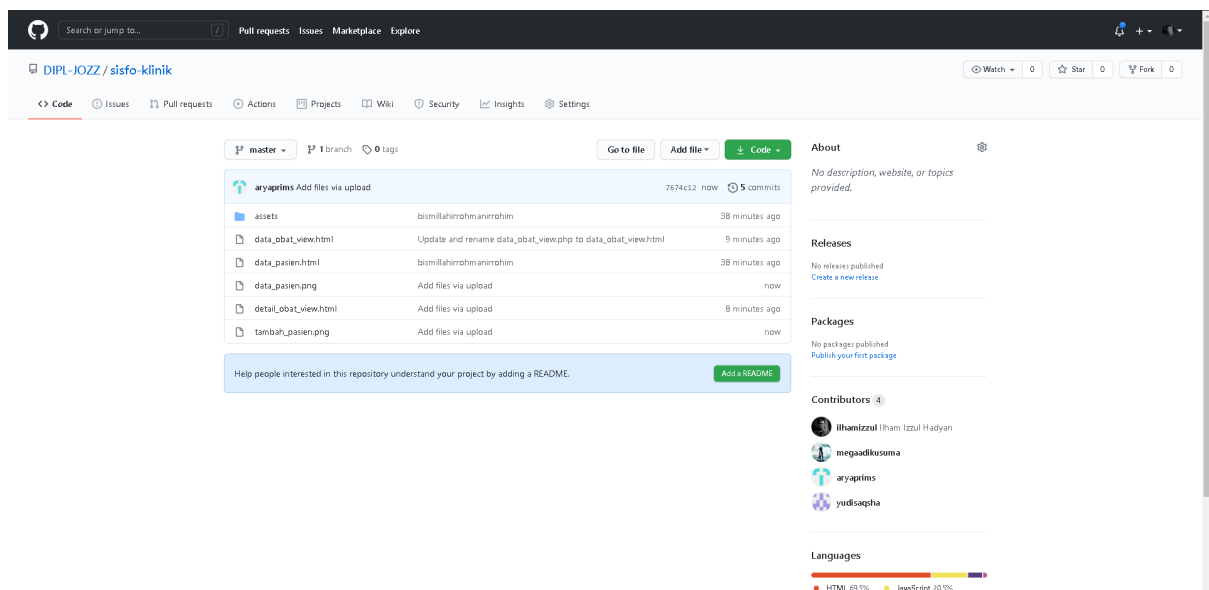 Search or jump to... /
Pull requests Issues Marketplace Explore
DIPL-JOZZ / sisfo-klinik
Watch 0 Star 0 Fork 0
Code Issues Pull requests Actions Projects Wiki Security Insights Settings
master 1 branch 0 tags Go to file Add file Code
aryaprims Add files via upload 7674c12 now 5 commits
assets bismillahirrohmanirrohim 38 minutes ago
data_obat_view.html Update and rename data_obat_view.php to data_obat_view.html 9 minutes ago
data_pasien.html bismillahirrohmanirrohim 38 minutes ago
data_pasien.png Add files via upload now
detail_obat_view.html Add files via upload 8 minutes ago
tambah_pasien.png Add files via upload now
Help people interested in this repository understand your project by adding a README. Add a README
About
No description, website, or topics
provided.
Releases
No releases published
Create a new release
Packages
No packages published
Publish your first package
Contributors 4
ilhamizzul Ilham Izzul Hadyan
megaadikusuma
aryaprims
yudisaqsha
Languages
HTML 69.5% JavaScript 20.5%